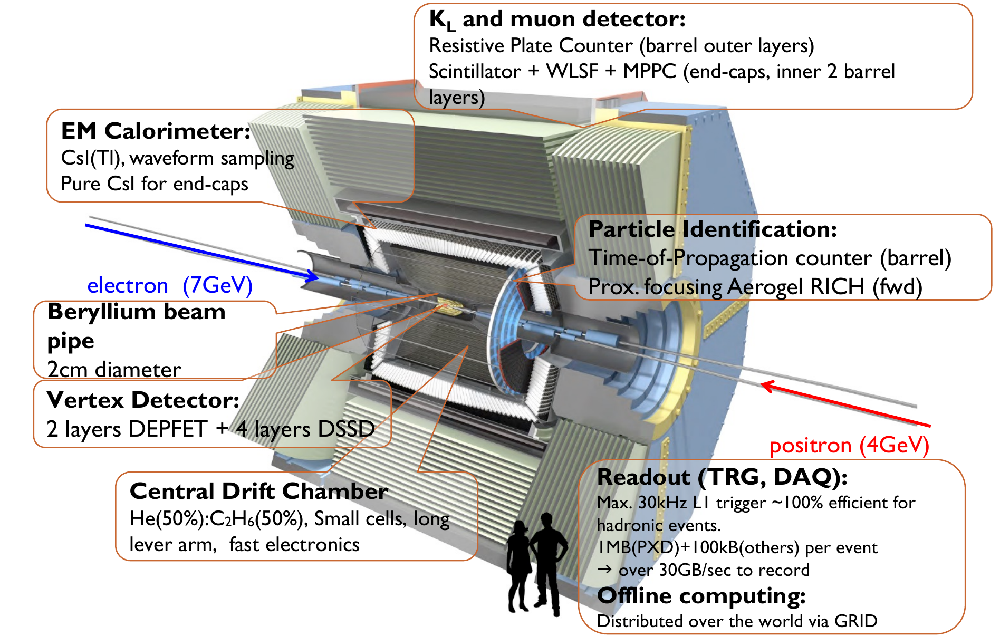 K_L and muon detector:
Resistive Plate Counter (barrel outer layers)
Scintillator + WLSF + MPPC (end-caps, inner 2 barrel
layers)
EM Calorimeter:
CsI(Tl), waveform sampling
Pure CsI for end-caps
Particle Identification:
Time-of-Propagation counter (barrel)
Prox. focusing Aerogel RICH (fwd)
electron (7GeV)
Beryllium beam
pipe
2cm diameter
Vertex Detector:
2 layers DEPFET + 4 layers DSSD
positron (4GeV)
Central Drift Chamber
He(50%):C₂H₆(50%), Small cells, long
lever arm, fast electronics
Readout (TRG, DAQ):
Max. 30kHz L1 trigger ~100% efficient for
hadronic events.
1MB(PXD)+100kB(others) per event
→ over 30GB/sec to record
Offline computing:
Distributed over the world via GRID